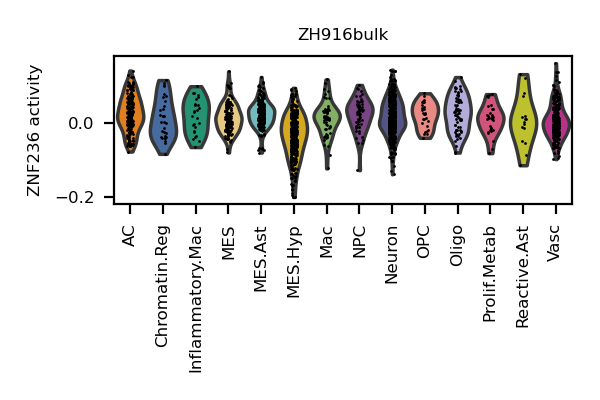 ZH916bulk
ZNF236 activity
0.0
−0.2
AC
Chromatin.Reg
Inflammatory.Mac
MES
MES.Ast
MES.Hyp
Mac
NPC
Neuron
OPC
Oligo
Prolif.Metab
Reactive.Ast
Vasc